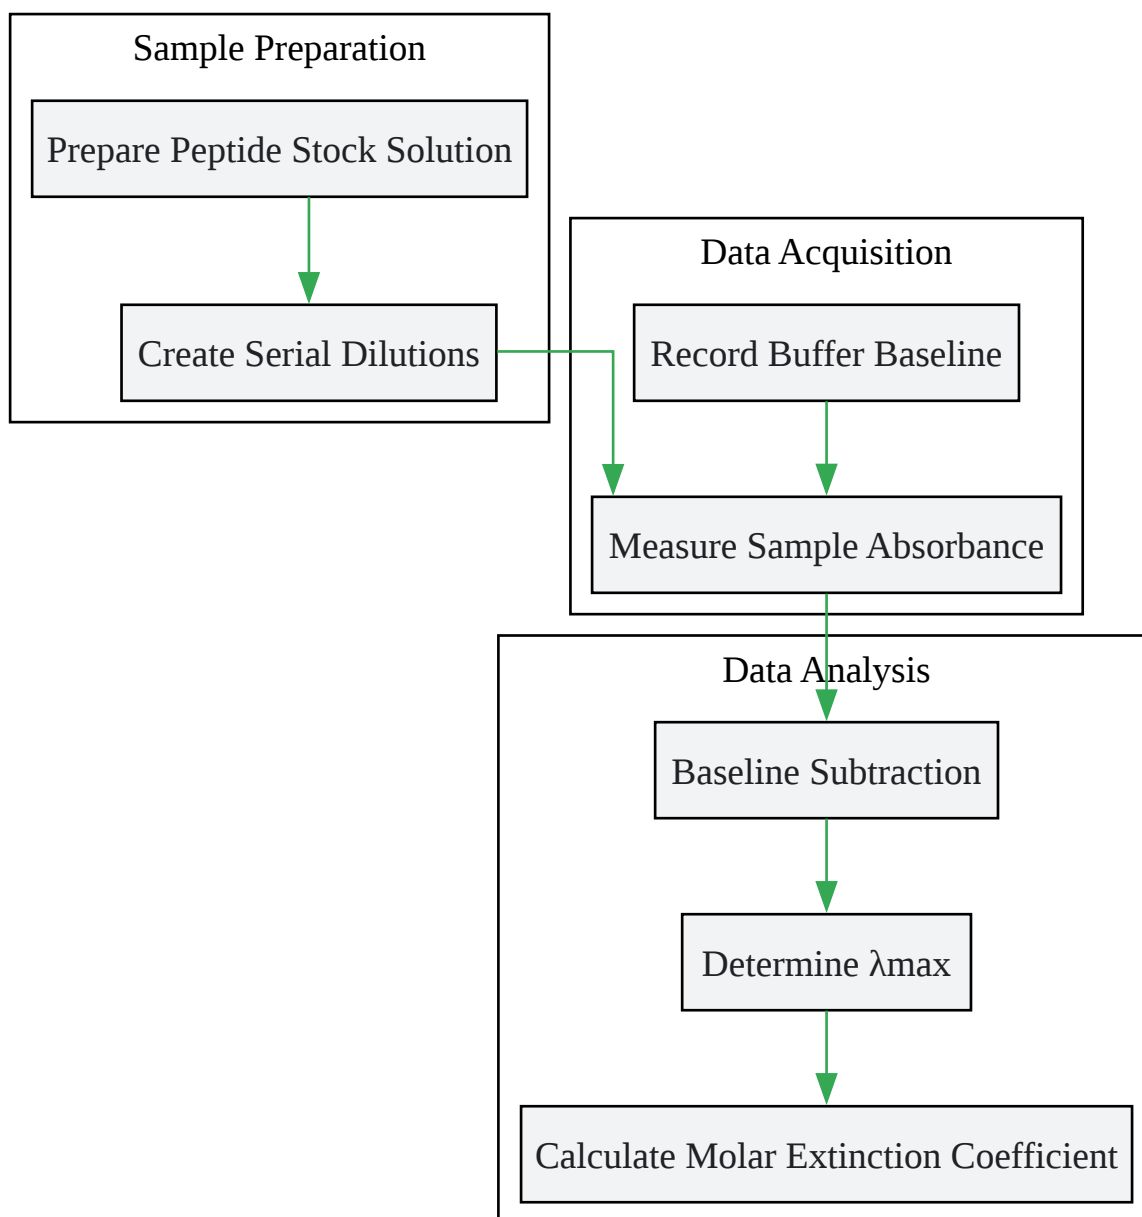 Sample Preparation
Prepare Peptide Stock Solution
Create Serial Dilutions
Data Acquisition
Record Buffer Baseline
Measure Sample Absorbance
Data Analysis
Baseline Subtraction
Determine λmax
Calculate Molar Extinction Coefficient